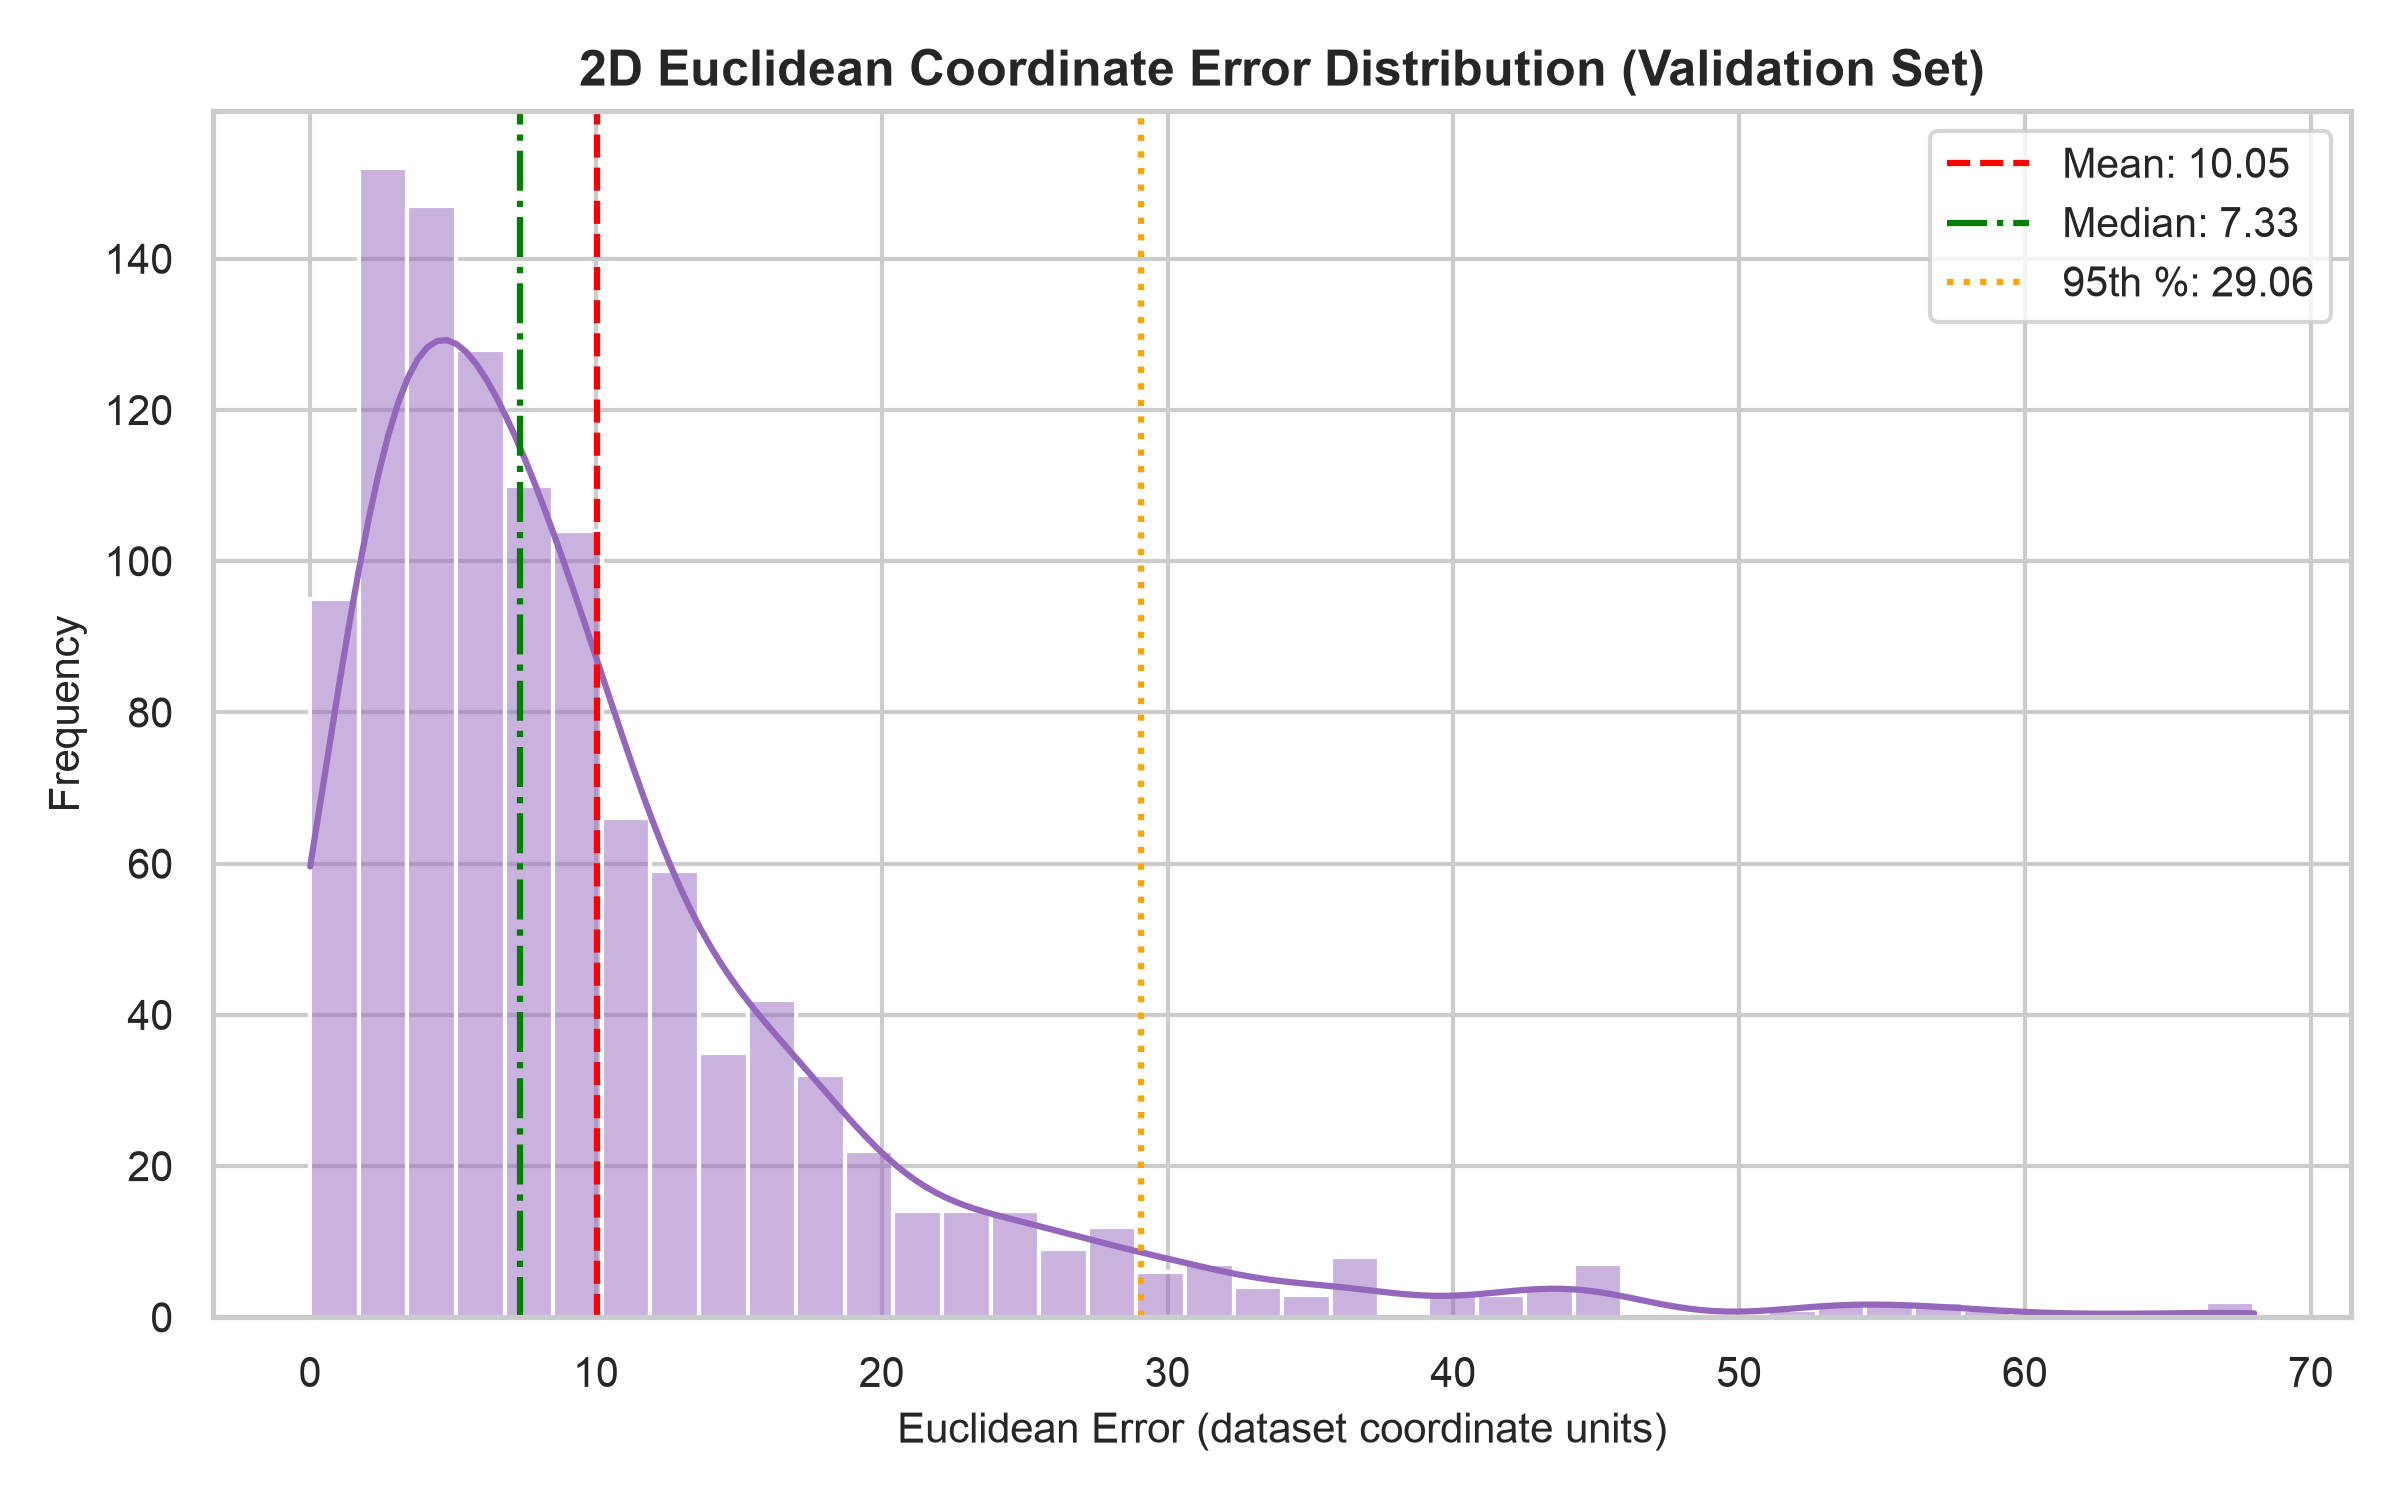 2D Euclidean Coordinate Error Distribution (Validation Set)
Mean: 10.05
Median: 7.33
95th %: 29.06
Frequency
140
120
100
80
60
40
20
0
0 10 20 30 40 50 60 70
Euclidean Error (dataset coordinate units)